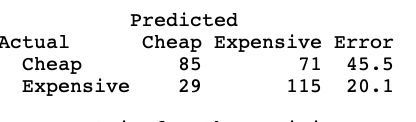 Predicted
Actual Cheap Expensive Error
Cheap 85 71 45.5
Expensive 29 115 20.1